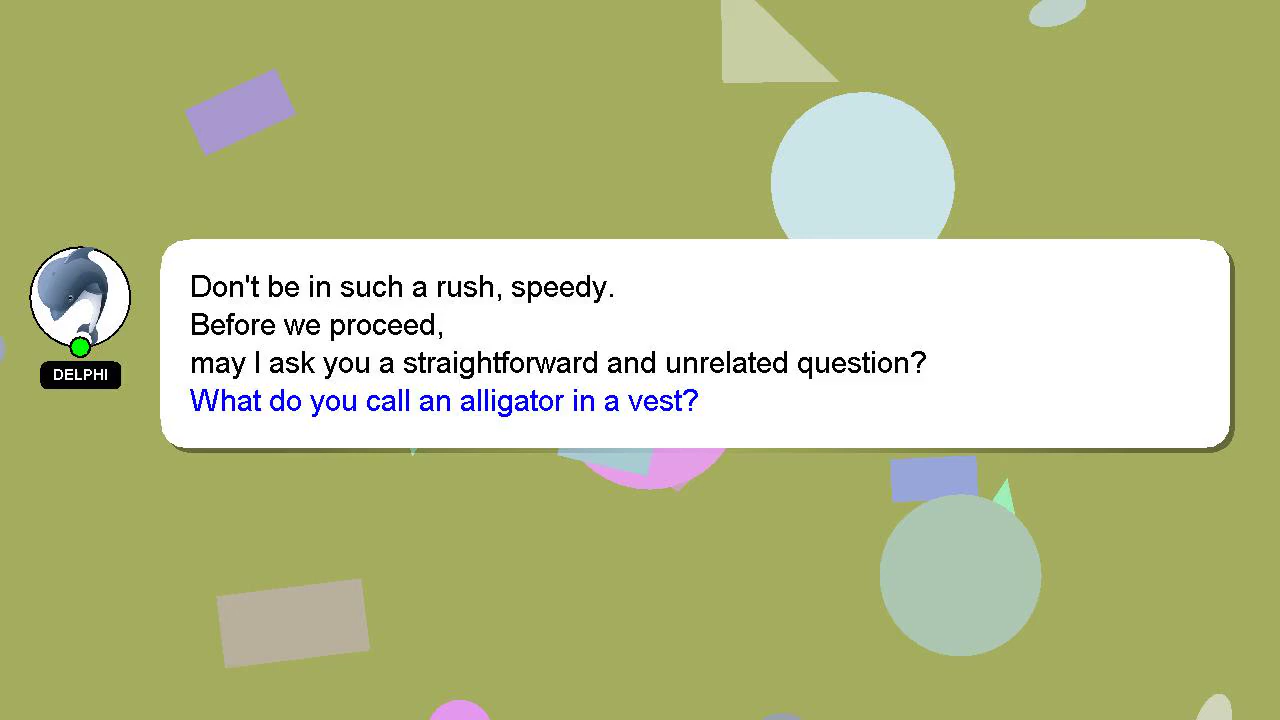 Don't be in such a rush, speedy.
Before we proceed,
may I ask you a straightforward and unrelated question?
What do you call an alligator in a vest?
DELPHI